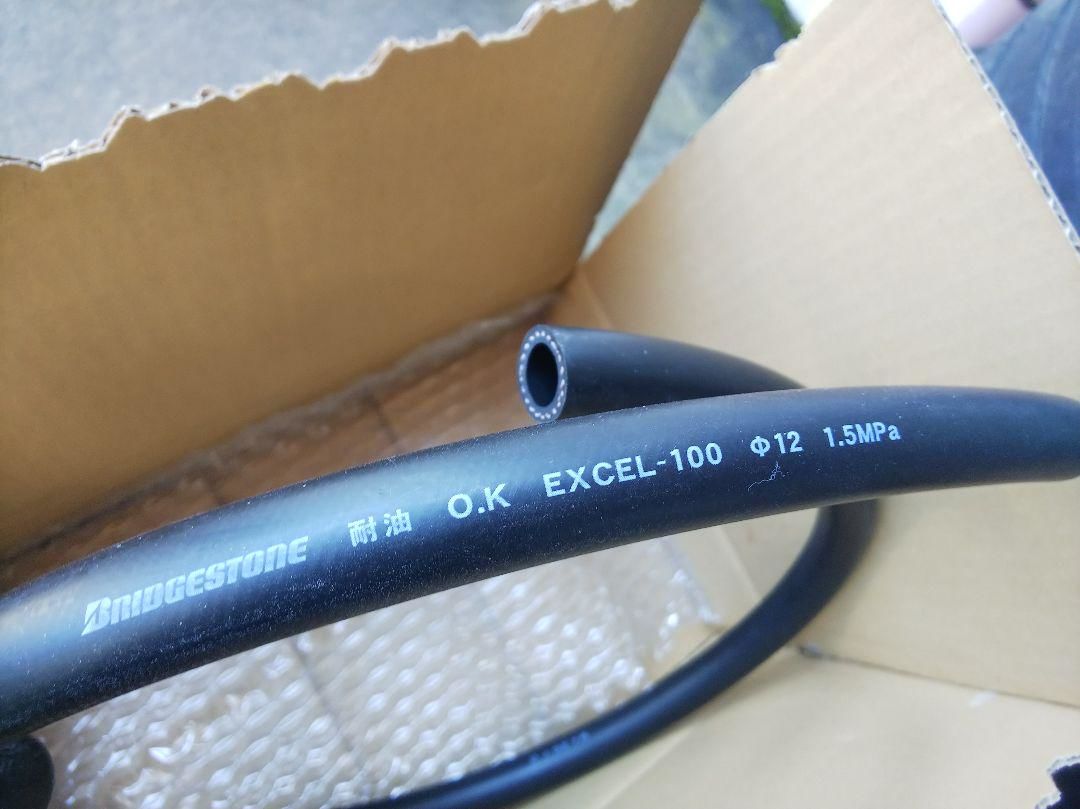 BRIDGESTONE 耐油 O.K EXCEL-100 Φ12 1.5MPa